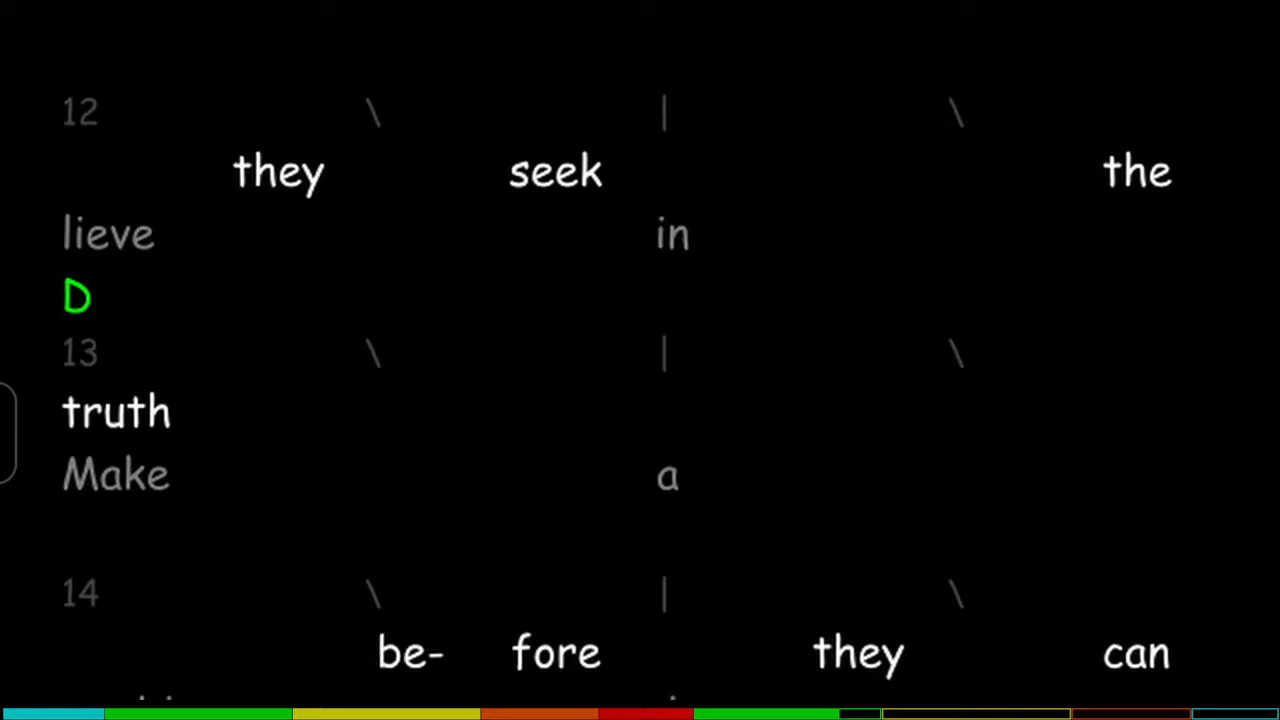 12 \ | \
they seek the
lieve in
D
13 \ | \
truth
Make a
14 \ | \
be- fore they can